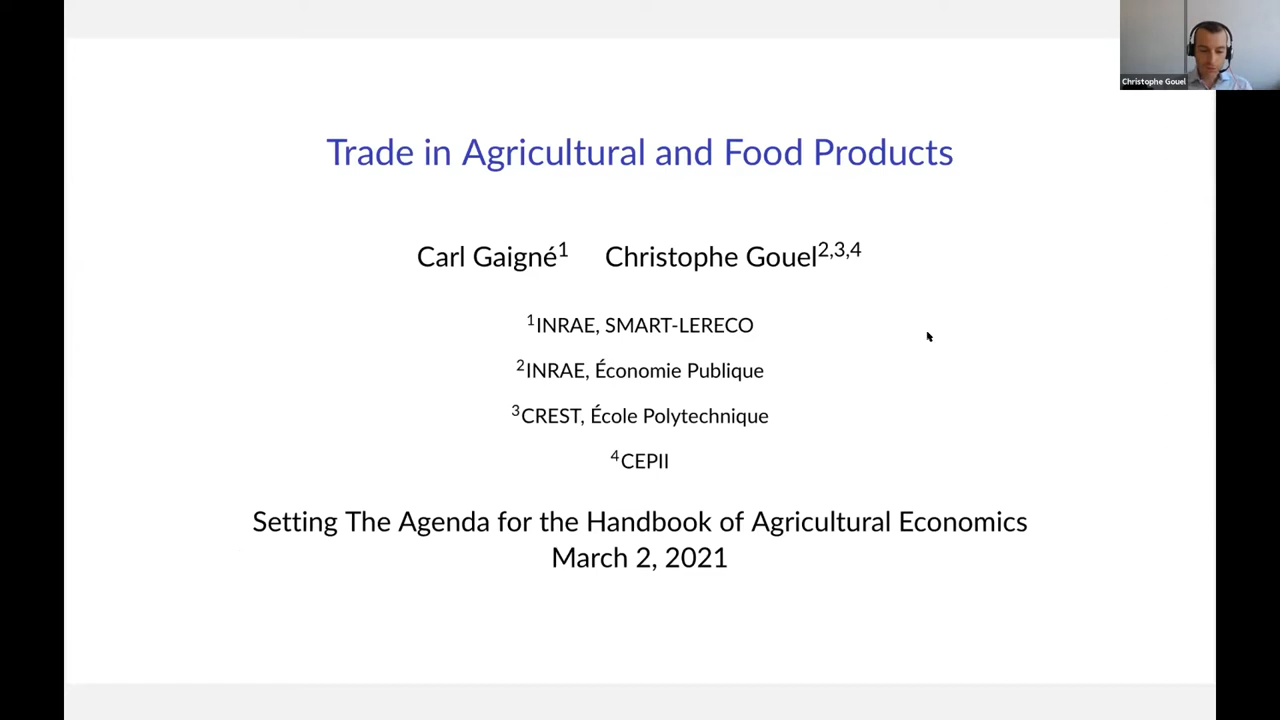 Christophe Gouel
Trade in Agricultural and Food Products
Carl Gaigné¹ Christophe Gouel²,³,⁴
¹INRAE, SMART-LERECO
²INRAE, Économie Publique
³CREST, École Polytechnique
⁴CEPII
Setting The Agenda for the Handbook of Agricultural Economics
March 2, 2021